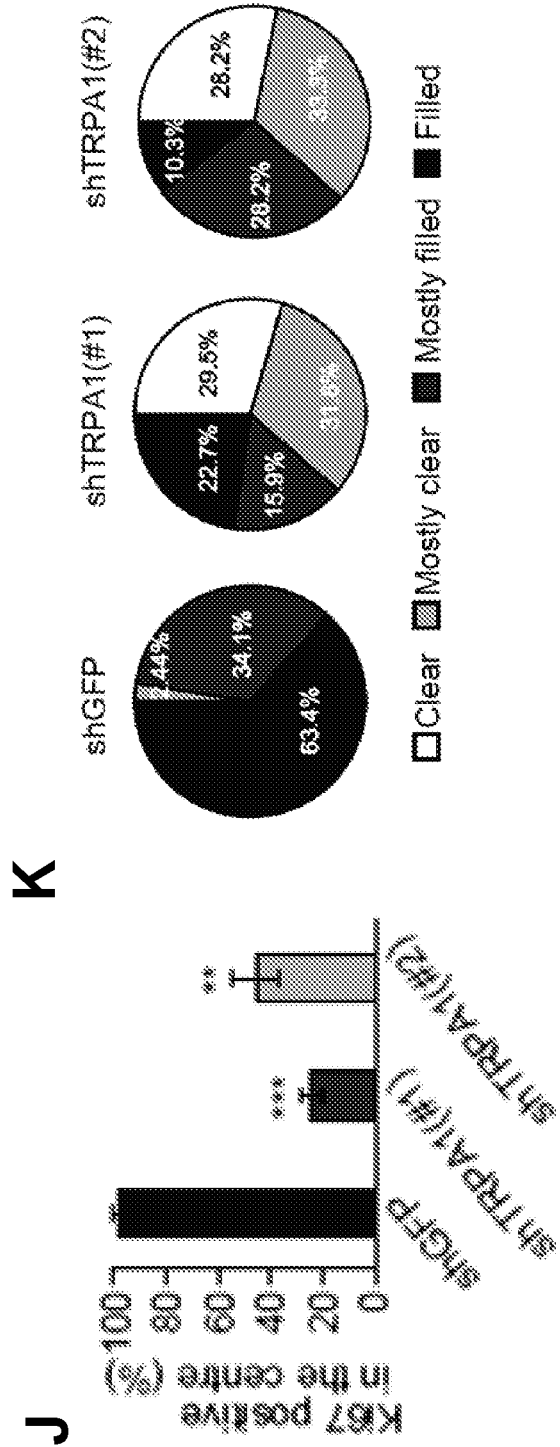 J
Ki67 positive
in the centre (%)
100
80
60
40
20
0
***
**
shGFP
shTRPA1(#1)
shTRPA1(#2)
K
shGFP
shTRPA1(#1)
shTRPA1(#2)
2.44%
34.1%
63.4%
22.7%
29.5%
15.9%
10.3%
28.2%
28.2%
Clear
Mostly clear
Mostly filled
Filled